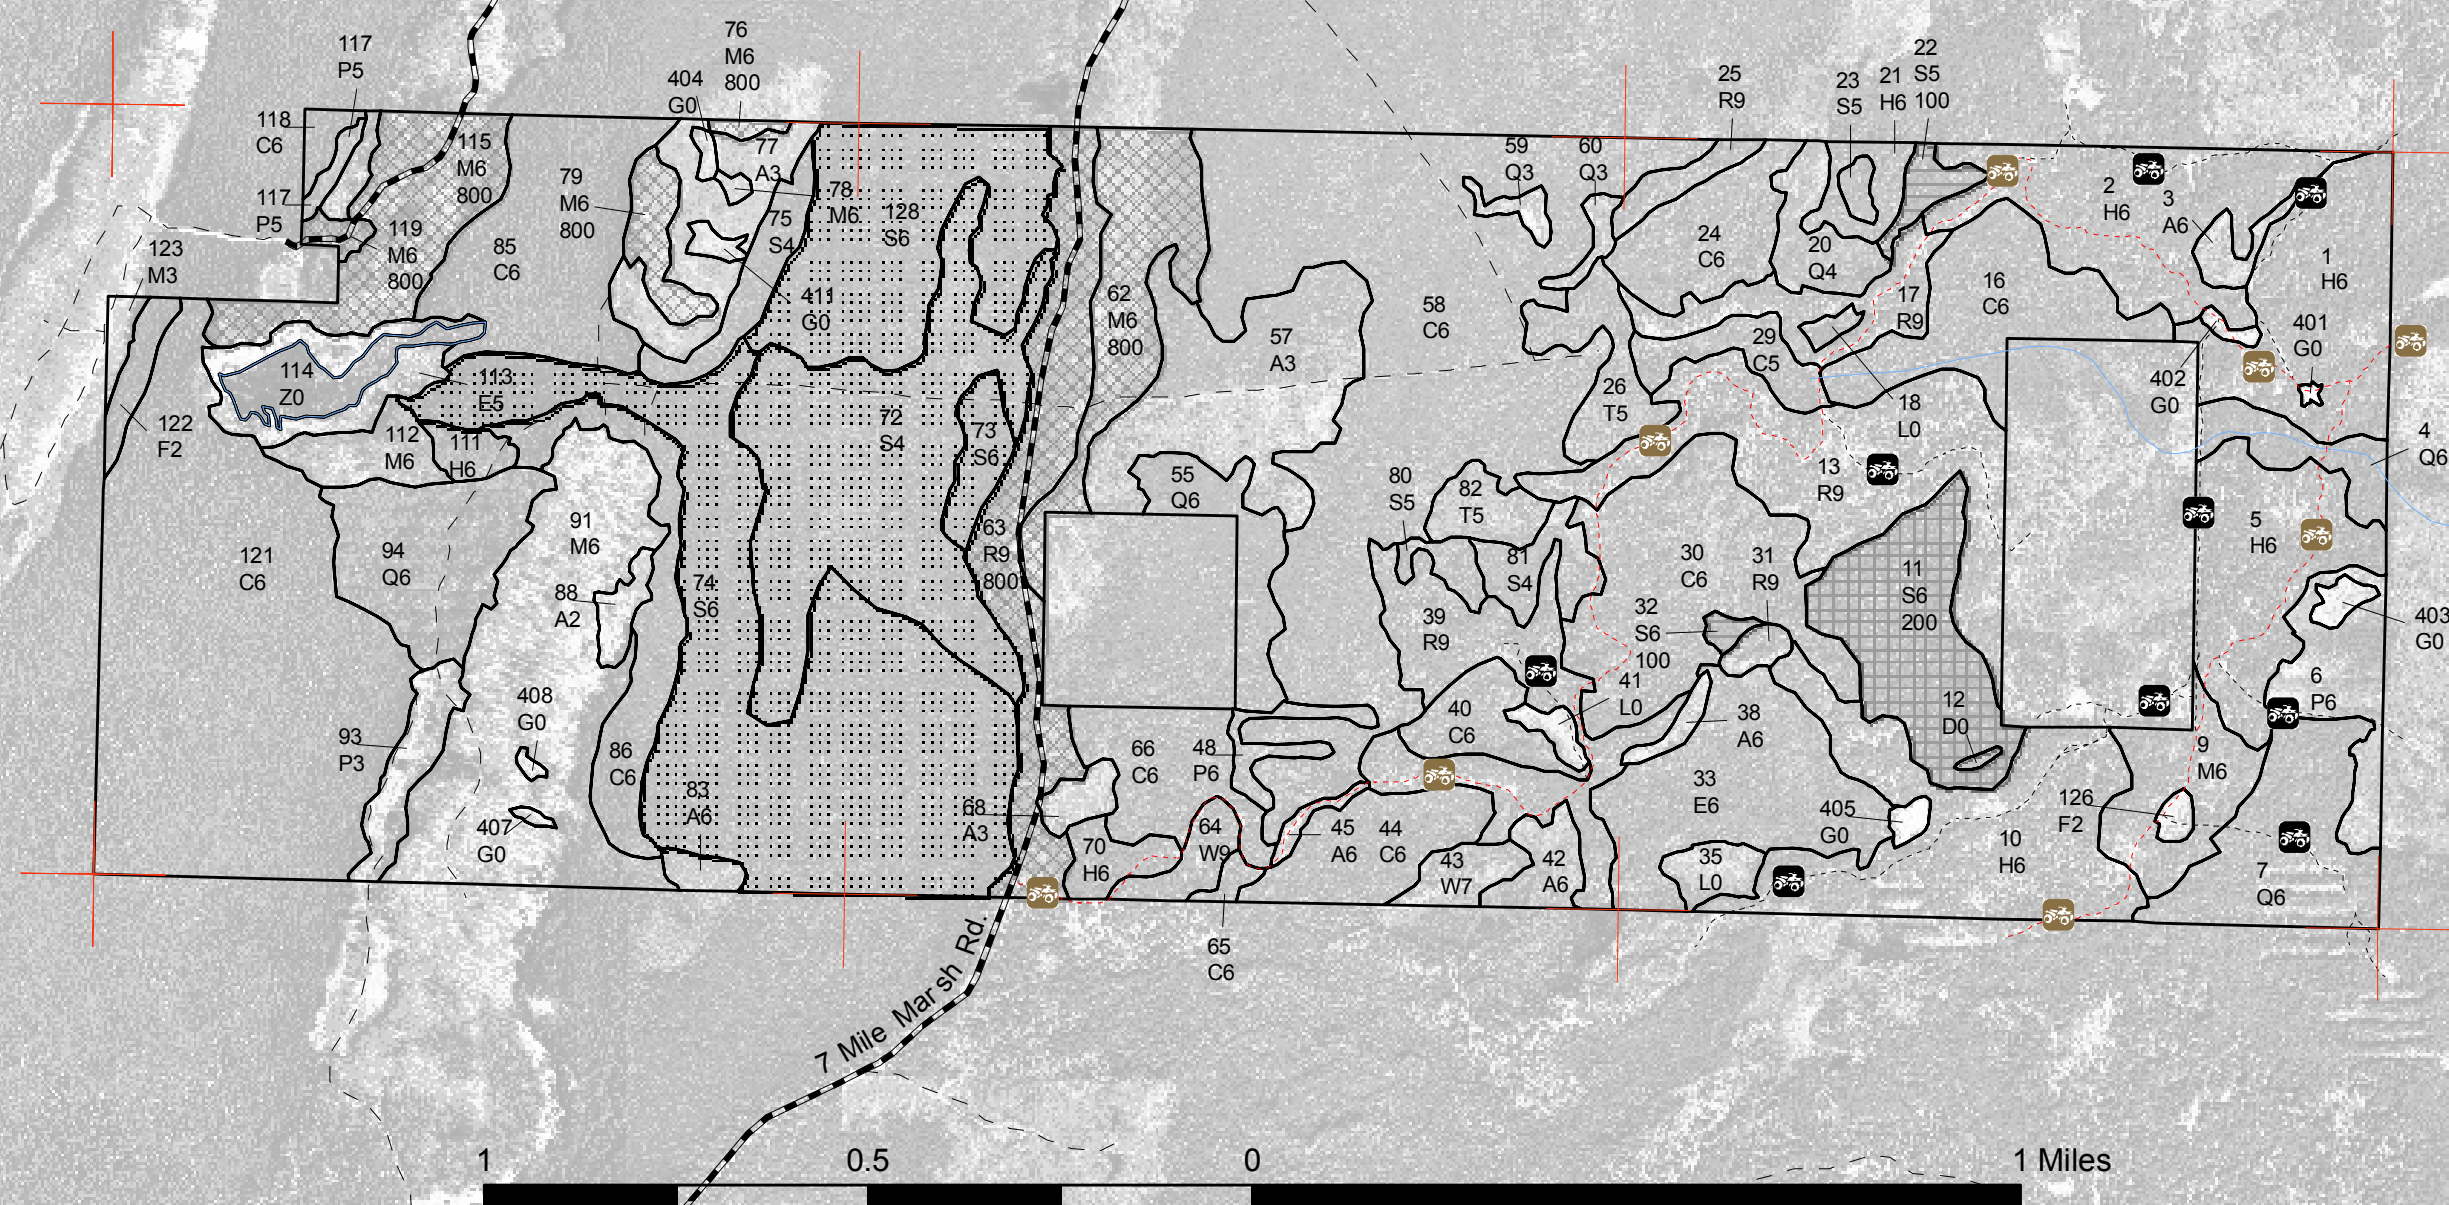 76
M6
800
117
P5
404
G0
118
C6
115
M6
800
77
A3
79
M6
800
78
M6
75
S4
128
S6
117
P5
119
M6
800
123
M3
85
C6
411
G0
62
M6
800
57
A3
58
C6
59
Q3
60
Q3
25
R9
23
S5
21
H6
22
S5
100
24
C6
20
Q4
17
R9
16
C6
2
H6
3
A6
1
H6
401
G0
402
G0
29
C5
18
L0
26
T5
13
R9
4
Q6
5
H6
114
Z0
113
E5
122
F2
112
M6
111
H6
72
S4
73
S6
63
R9
800
55
Q6
80
S5
82
T5
81
S4
39
R9
30
C6
31
R9
32
S6
100
11
S6
200
12
D0
403
G0
6
P6
121
C6
94
Q6
91
M6
88
A2
74
S6
408
G0
93
P3
86
C6
83
A6
407
G0
68
A3
66
C6
48
P6
40
C6
41
L0
38
A6
33
E6
405
G0
9
M6
126
F2
10
H6
7
Q6
70
H6
64
W9
45
A6
44
C6
43
W7
42
A6
35
L0
65
C6
7 Mile Marsh Rd.
1
0.5
0
1 Miles